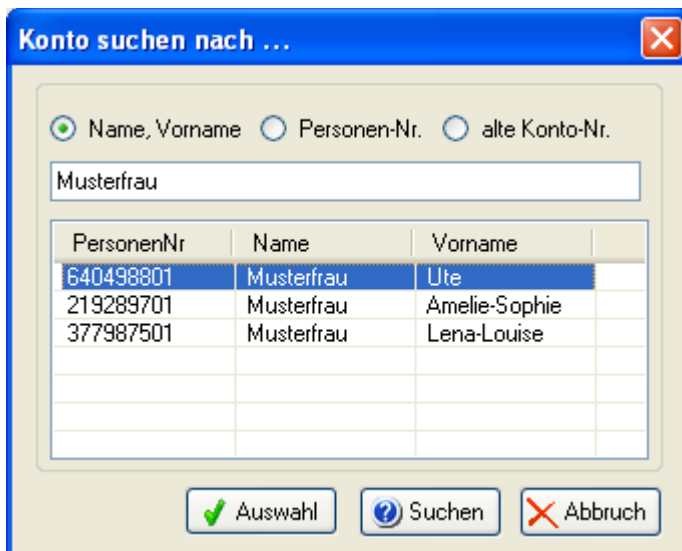 Konto suchen nach ...
Name, Vorname Personen-Nr. alte Konto-Nr.
Musterfrau
PersonenNr Name Vorname
640498801 Musterfrau Ute
219289701 Musterfrau Amelie-Sophie
377987501 Musterfrau Lena-Louise
Auswahl Suchen Abbruch